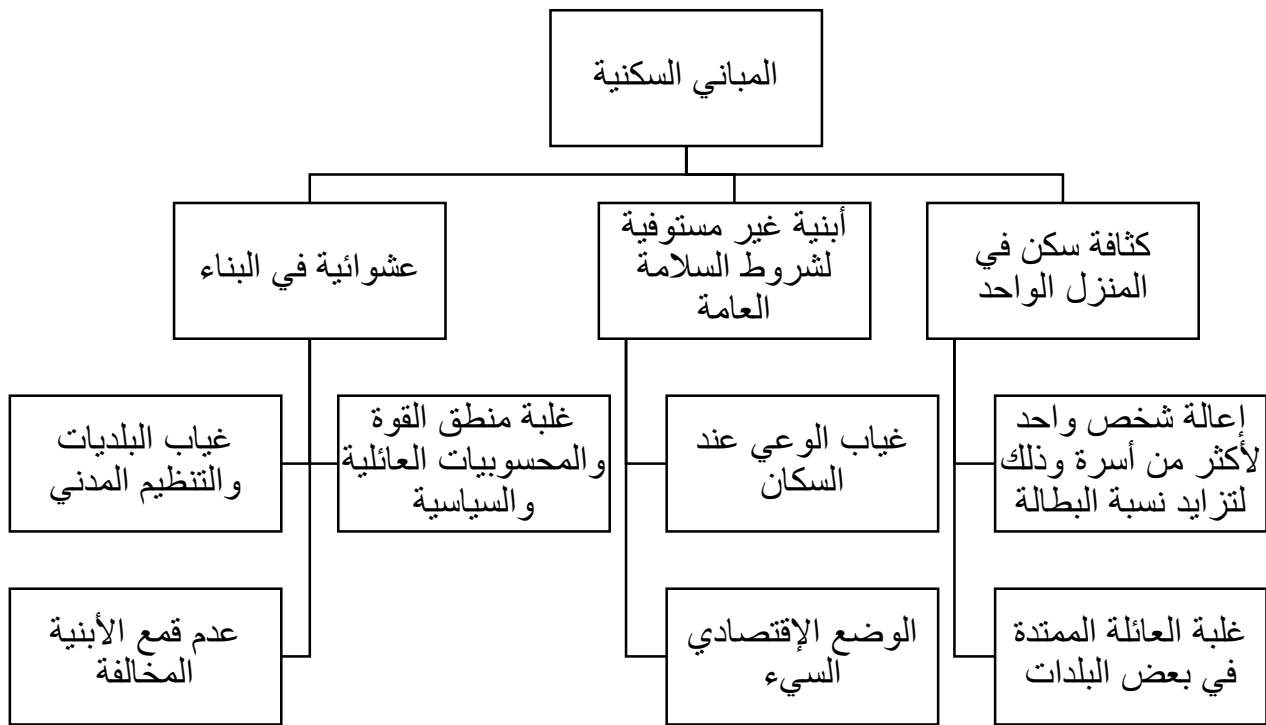 المباني السكنية
كثافة سكن في
المنزل الواحد
أبنية غير مستوفية
لشروط السلامة
العامة
عشوائية في البناء
إعالة شخص واحد
لأكثر من أسرة وذلك
لتزايد نسبة البطالة
غلبة العائلة الممتدة
في بعض البلدات
غياب الوعي عند
السكان
الوضع الإقتصادي
السيء
غلبة منطق القوة
والمحسوبيات العائلية
والسياسية
غياب البلديات
والتنظيم المدني
عدم قمع الأبنية
المخالفة